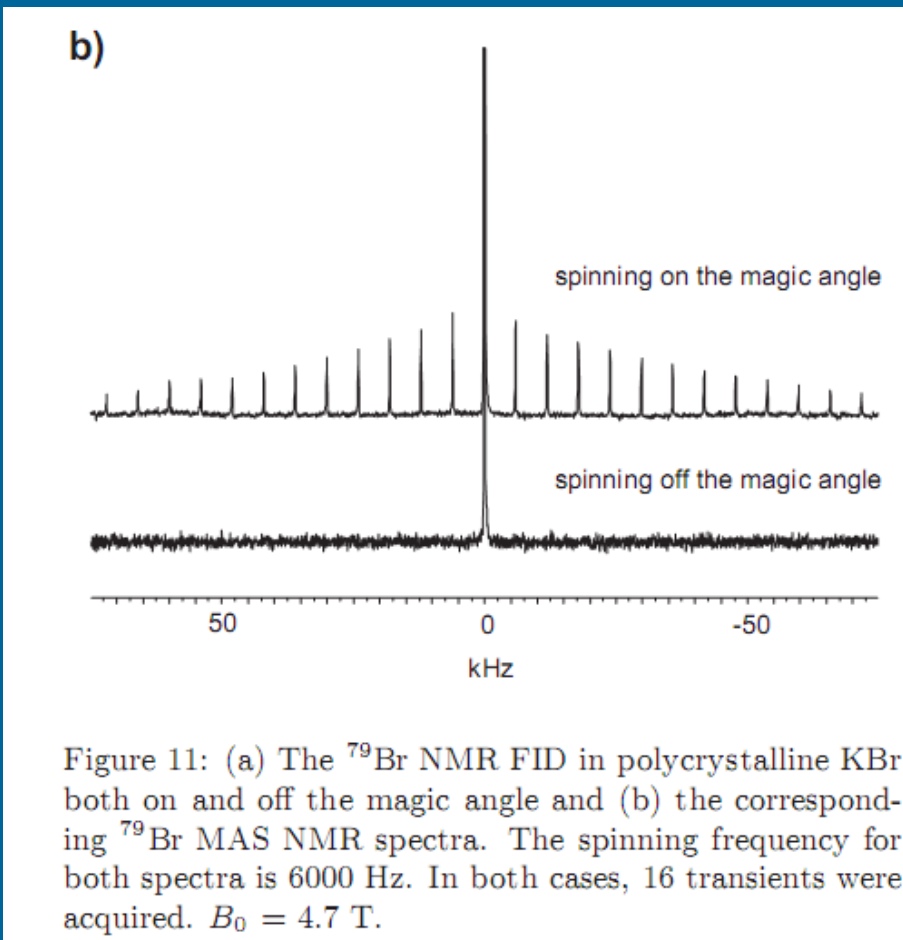 b)
spinning on the magic angle
spinning off the magic angle
50 0 -50
kHz
Figure 11: (a) The ⁷⁹Br NMR FID in polycrystalline KBr
both on and off the magic angle and (b) the correspond-
ing ⁷⁹Br MAS NMR spectra. The spinning frequency for
both spectra is 6000 Hz. In both cases, 16 transients were
acquired. B₀ = 4.7 T.